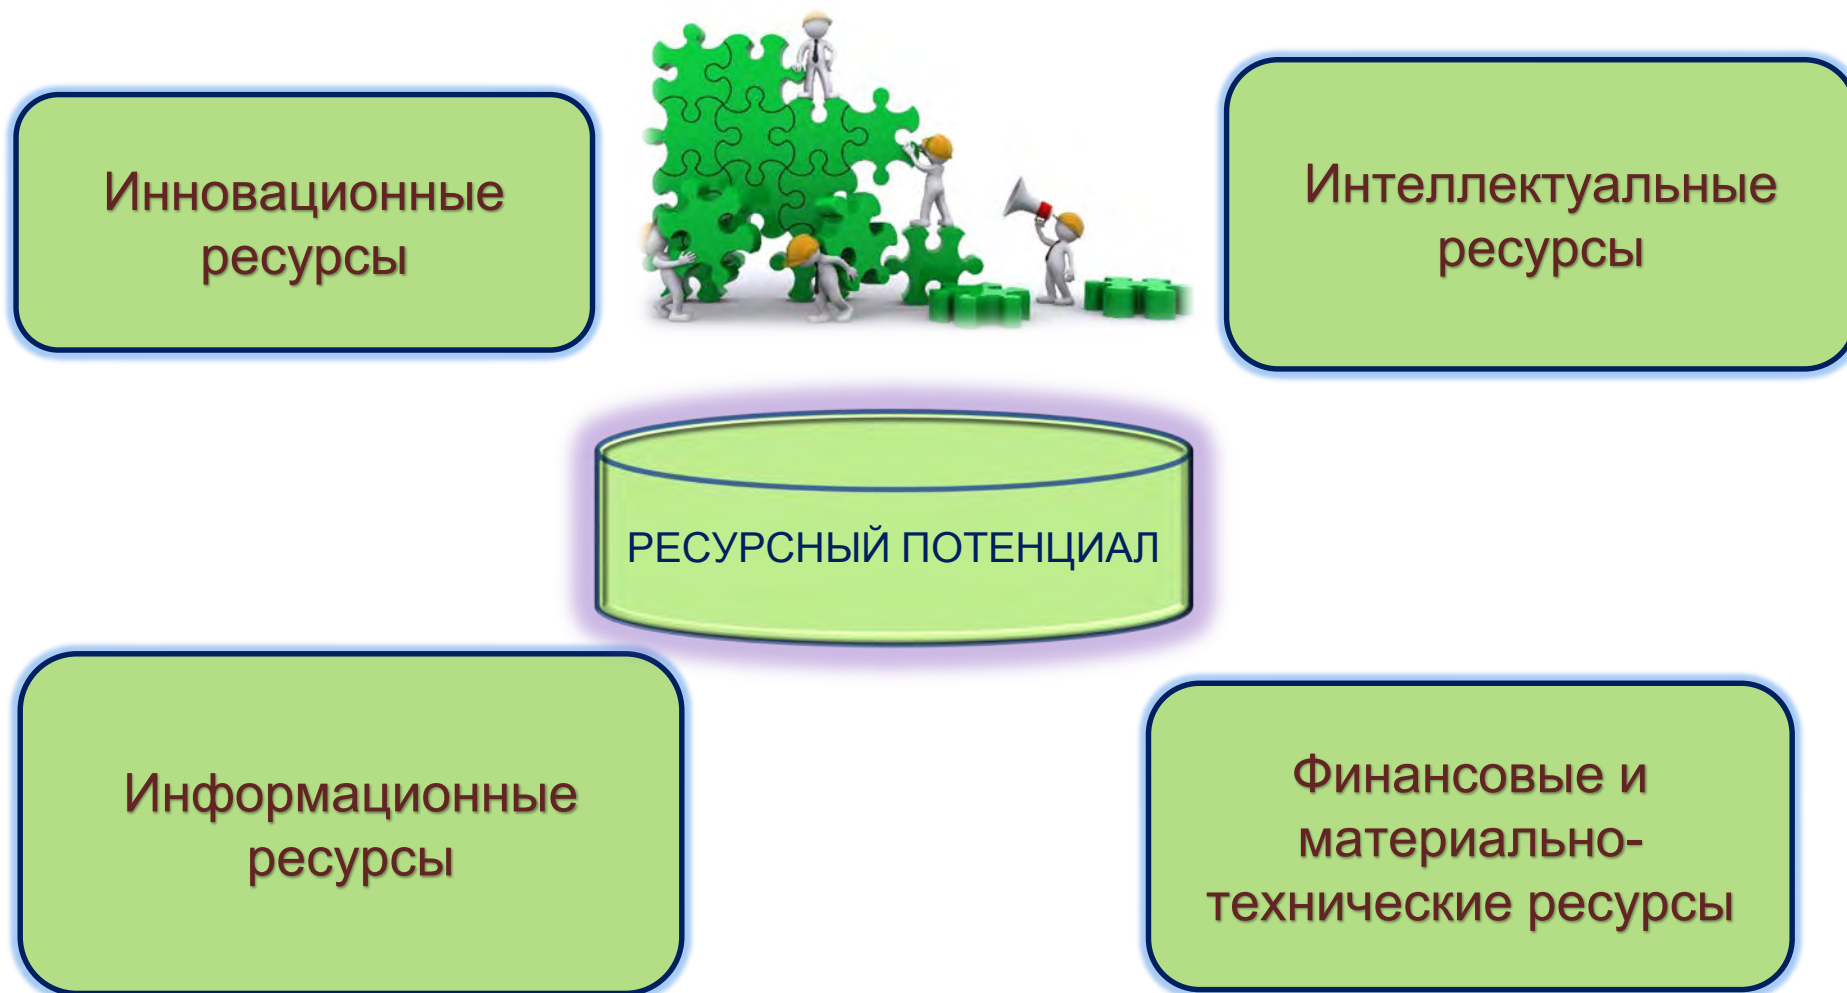 Инновационные
ресурсы
Интеллектуальные
ресурсы
РЕСУРСНЫЙ ПОТЕНЦИАЛ
Информационные
ресурсы
Финансовые и
материально-
технические ресурсы